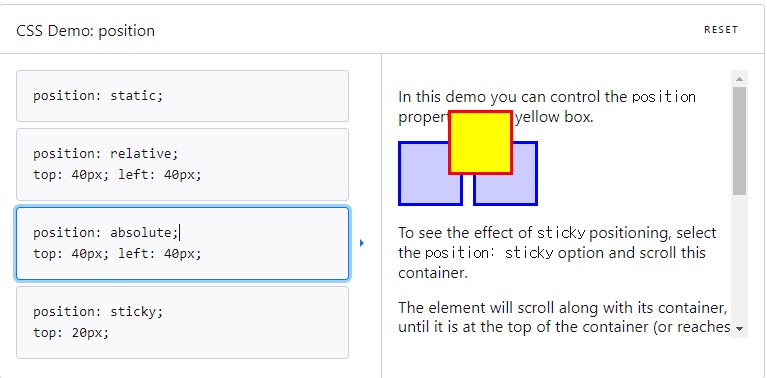 CSS Demo: position
RESET
position: static;
position: relative;
top: 40px; left: 40px;
position: absolute;
top: 40px; left: 40px;
position: sticky;
top: 20px;
In this demo you can control the position
proper yellow box.
To see the effect of sticky positioning, select
the position: sticky option and scroll this
container.
The element will scroll along with its container,
until it is at the top of the container (or reaches